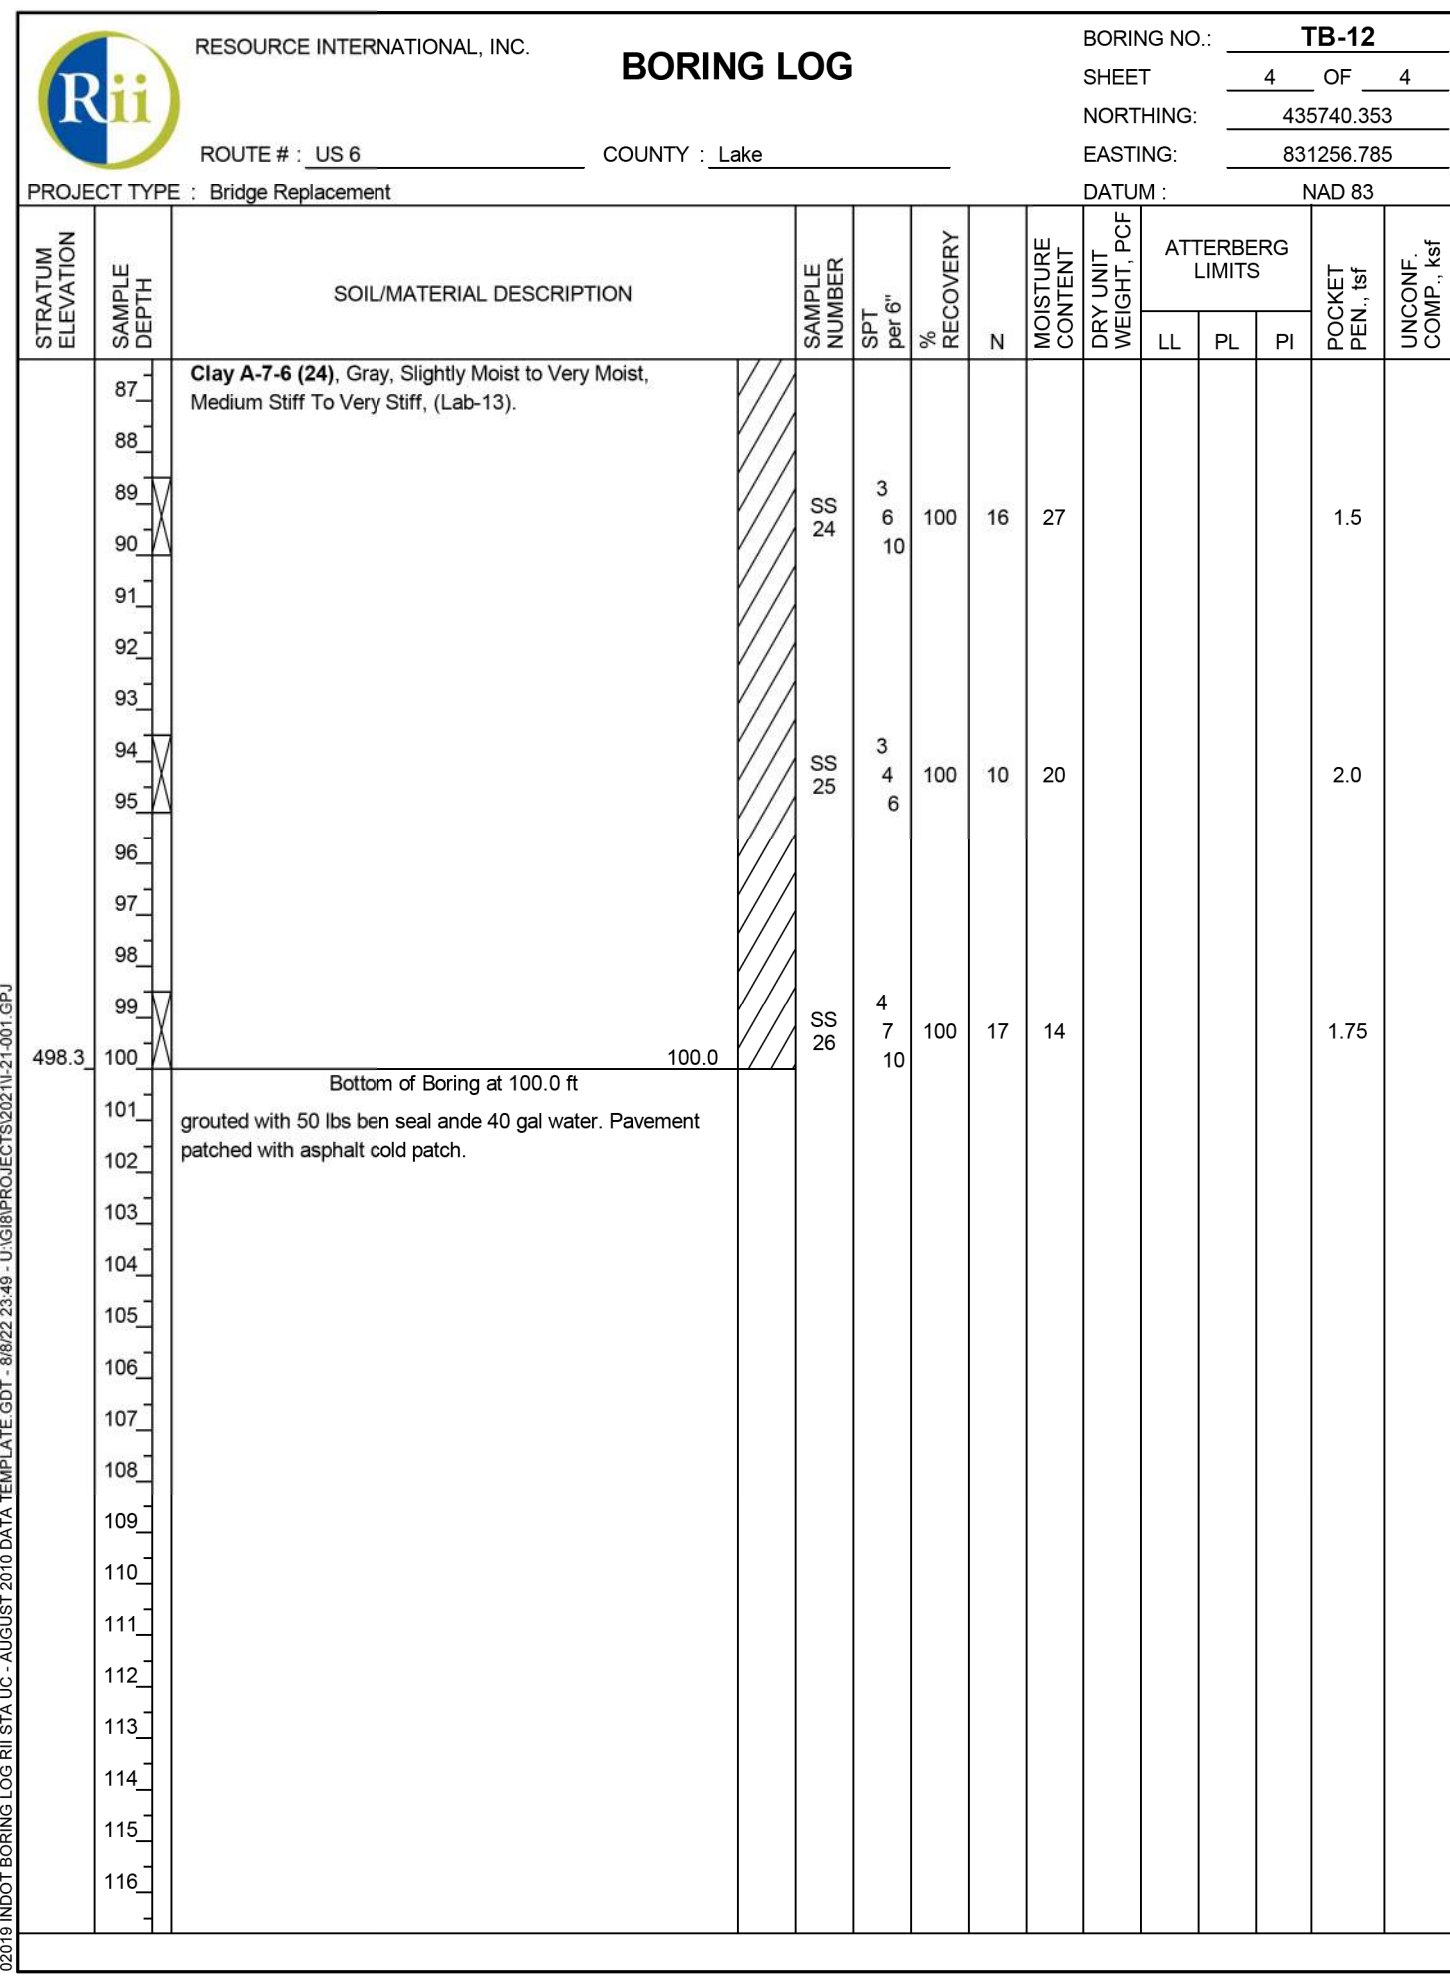 Rii
RESOURCE INTERNATIONAL, INC.
BORING LOG
ROUTE # : US 6 COUNTY : Lake
PROJECT TYPE : Bridge Replacement
BORING NO.: TB-12
SHEET 4 OF 4
NORTHING: 435740.353
EASTING: 831256.785
DATUM : NAD 83
STRATUM
ELEVATION
SAMPLE
DEPTH
SOIL/MATERIAL DESCRIPTION
SAMPLE
NUMBER
SPT
per 6"
%
RECOVERY
N
MOISTURE
CONTENT
DRY UNIT
WEIGHT, PCF
ATTERBERG
LIMITS
LL PL PI
POCKET
PEN., tsf
UNCONF.
COMP., ksf
Clay A-7-6 (24), Gray, Slightly Moist to Very Moist,
87
Medium Stiff To Very Stiff, (Lab-13).
88
89
3
SS
24
6 100 16 27 1.5
90
10
91
92
93
94
3
SS
25
4 100 10 20 2.0
95
6
96
97
98
99
4
SS
26
7 100 17 14 1.75
498.3 100 100.0
10
Bottom of Boring at 100.0 ft
101
grouted with 50 lbs ben seal ande 40 gal water. Pavement
patched with asphalt cold patch.
102
103
104
105
106
107
108
109
110
111
112
113
114
115
116
02019 INDOT BORING LOG RII STA UC - AUGUST 2010 DATA TEMPLATE.GDT - 8/8/22 23:49 - U:\GI8\PROJECTS\2021\I-21-001.GPJ